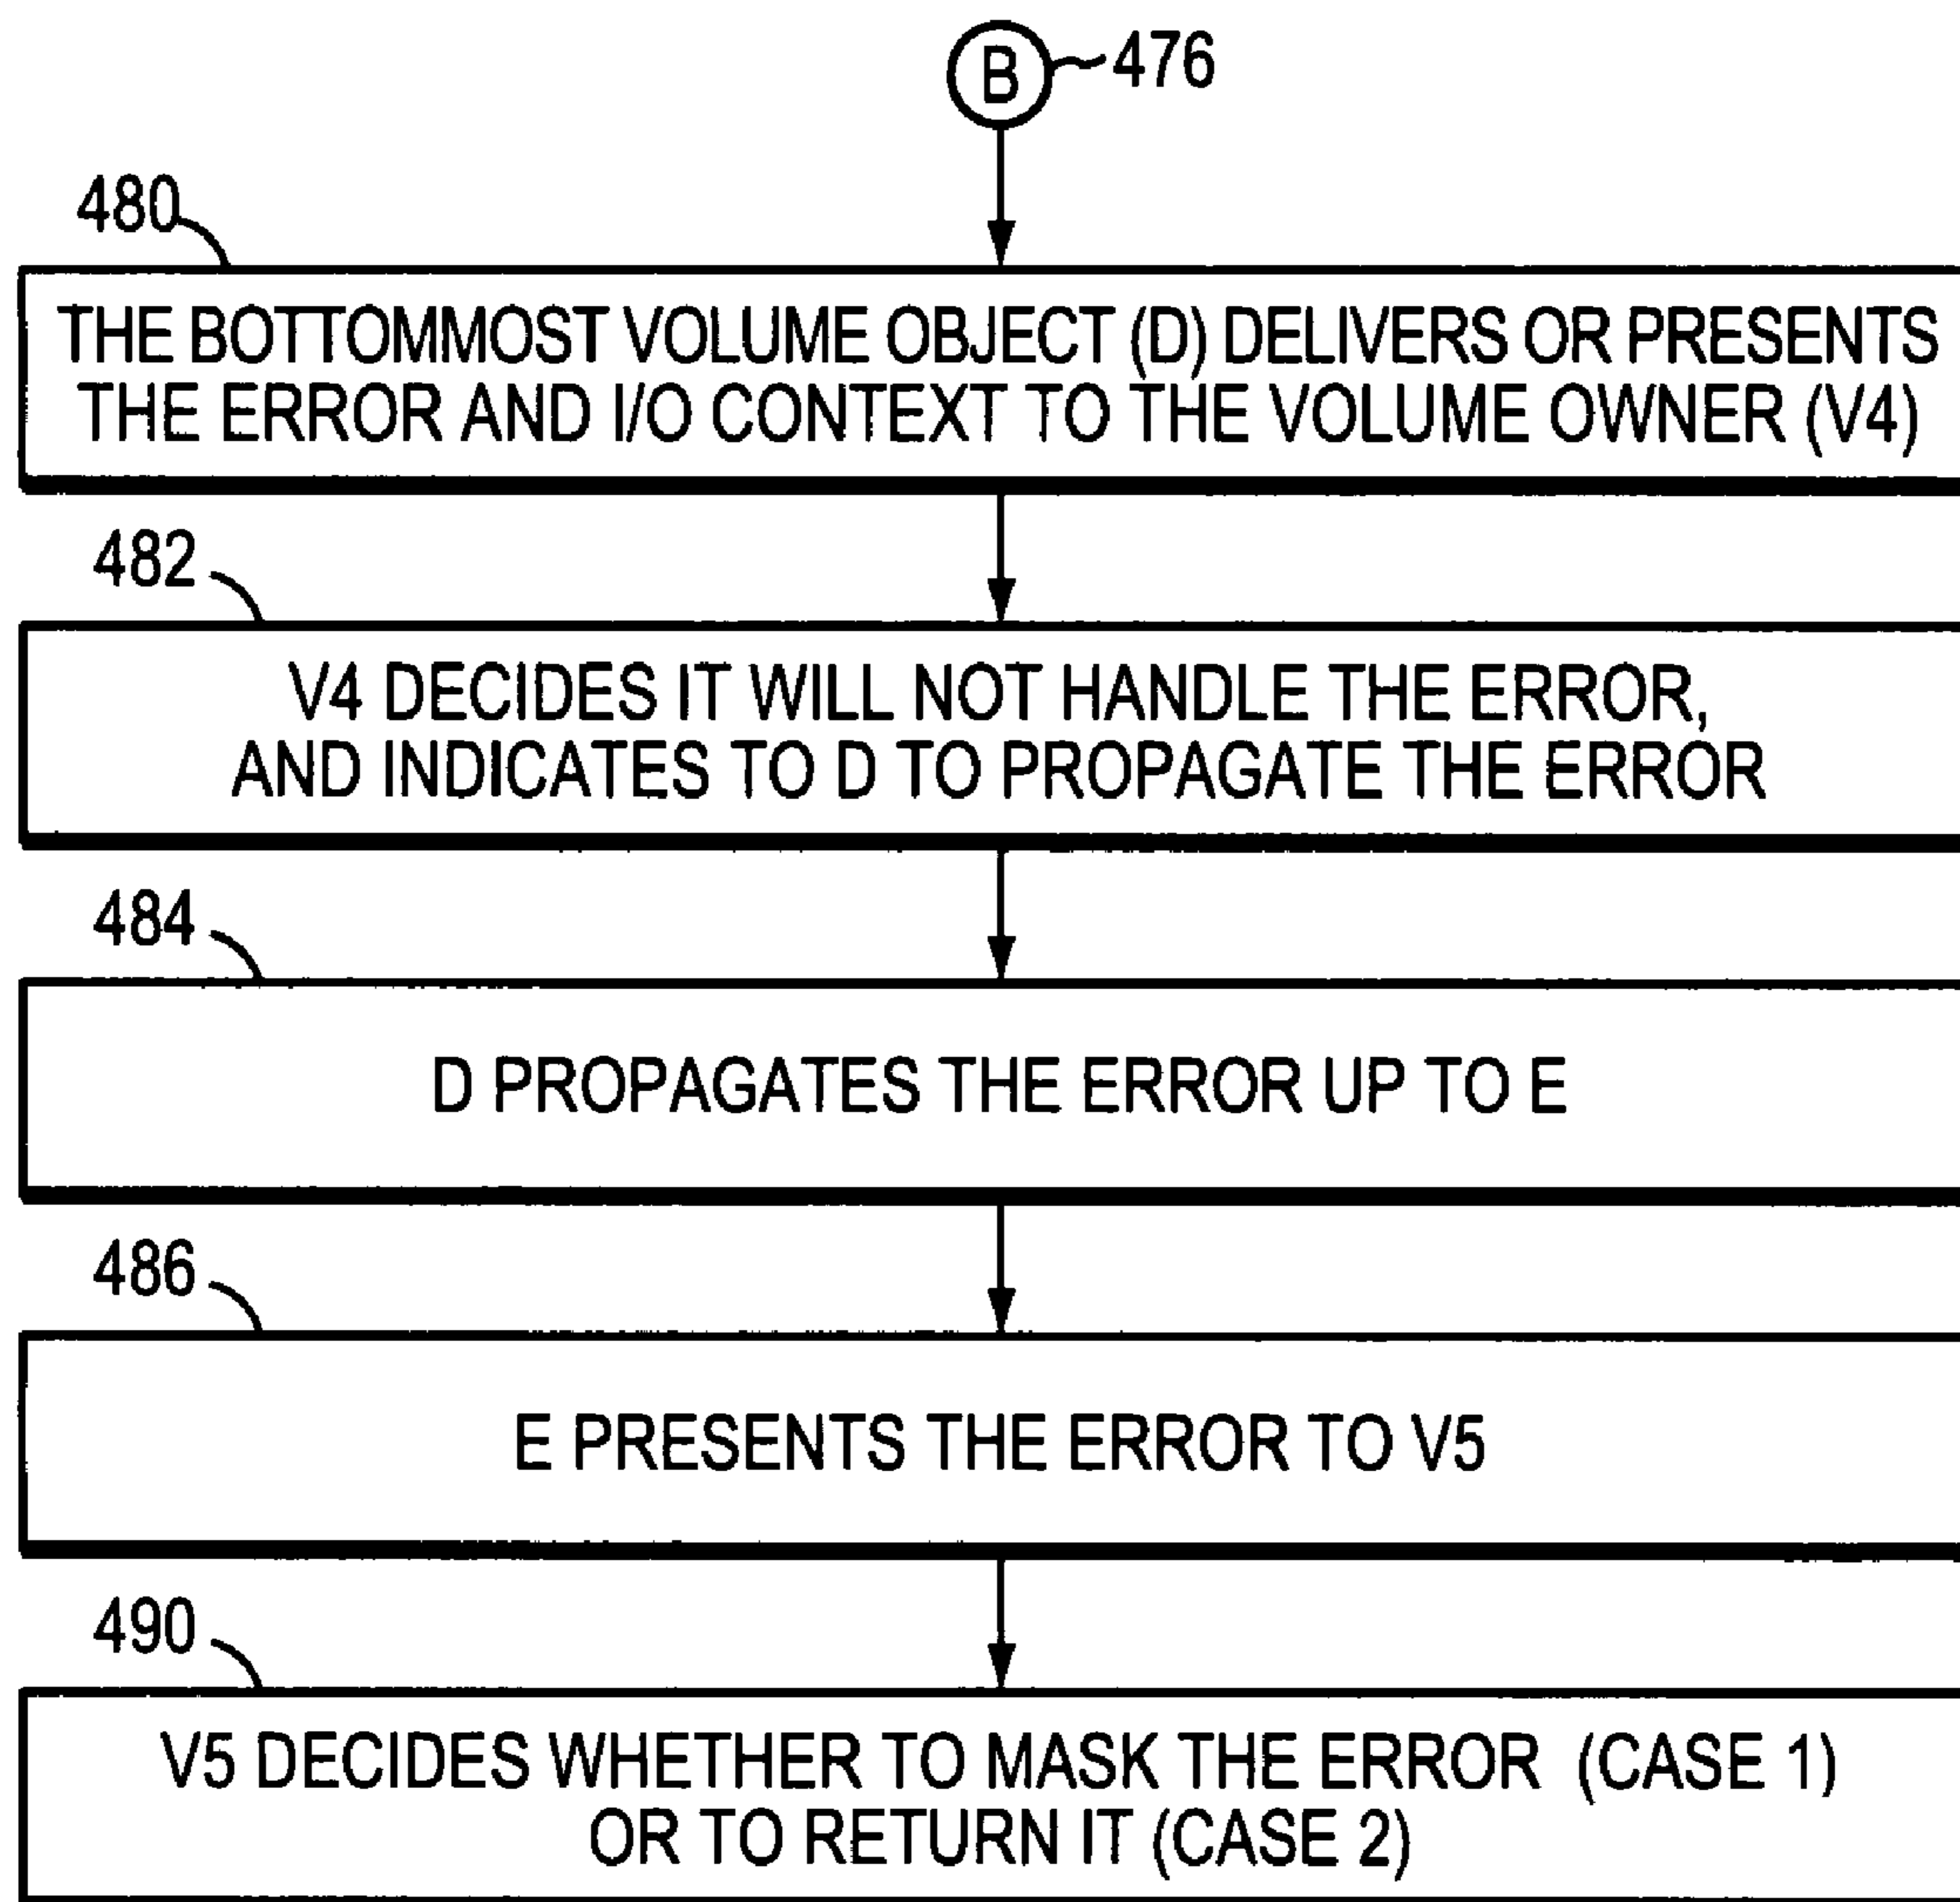 B 476
480
THE BOTTOMMOST VOLUME OBJECT (D) DELIVERS OR PRESENTS
THE ERROR AND I/O CONTEXT TO THE VOLUME OWNER (V4)
482
V4 DECIDES IT WILL NOT HANDLE THE ERROR,
AND INDICATES TO D TO PROPAGATE THE ERROR
484
D PROPAGATES THE ERROR UP TO E
486
E PRESENTS THE ERROR TO V5
490
V5 DECIDES WHETHER TO MASK THE ERROR (CASE 1)
OR TO RETURN IT (CASE 2)